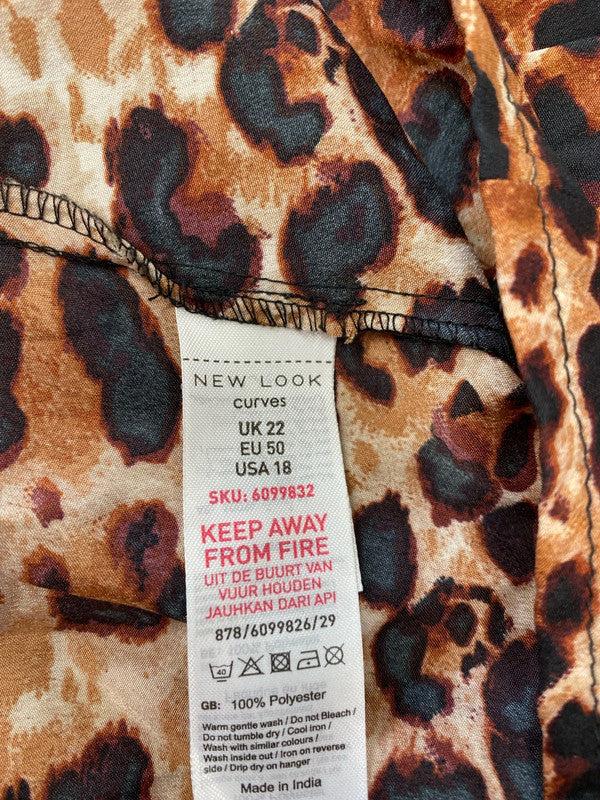 NEW LOOK
curves
UK 22
EU 50
USA 18
SKU: 6099832
KEEP AWAY
FROM FIRE
UIT DE BUURT VAN
VUUR HOUDEN
JAUHKAN DARI API
878/6099826/29
40
GB: 100% Polyester
Warm gentle wash / Do not Bleach /
Do not tumble dry / Cool iron /
Wash with similar colours /
Wash inside out / Iron on reverse
side / Drip dry on hanger
Made in India